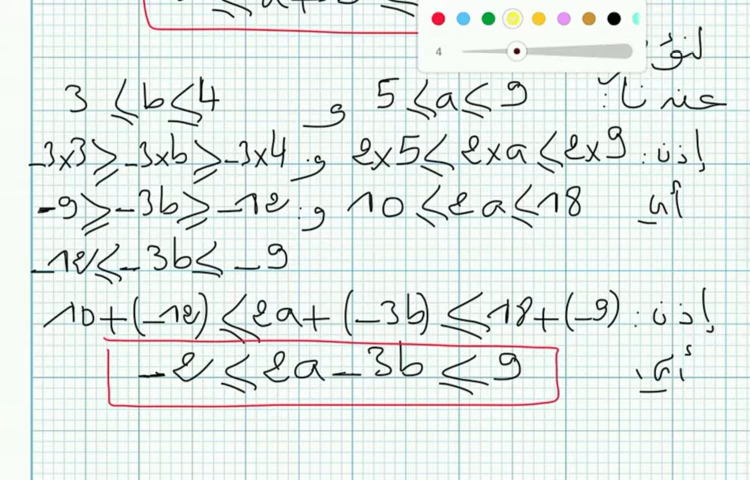 4
لنؤ
عندنا: 5 ≤ a ≤ 9 و 3 ≤ b ≤ 4
إذن: 2×5 ≤ 2×a ≤ 2×9 و -3×3 ≥ -3×b ≥ -3×4
أي 10 ≤ 2a ≤ 18 و: -9 ≥ -3b ≥ -12
-12 ≤ -3b ≤ -9
إذن: 10+(-12) ≤ 2a+(-3b) ≤ 18+(-9)
أي -2 ≤ 2a-3b ≤ 9